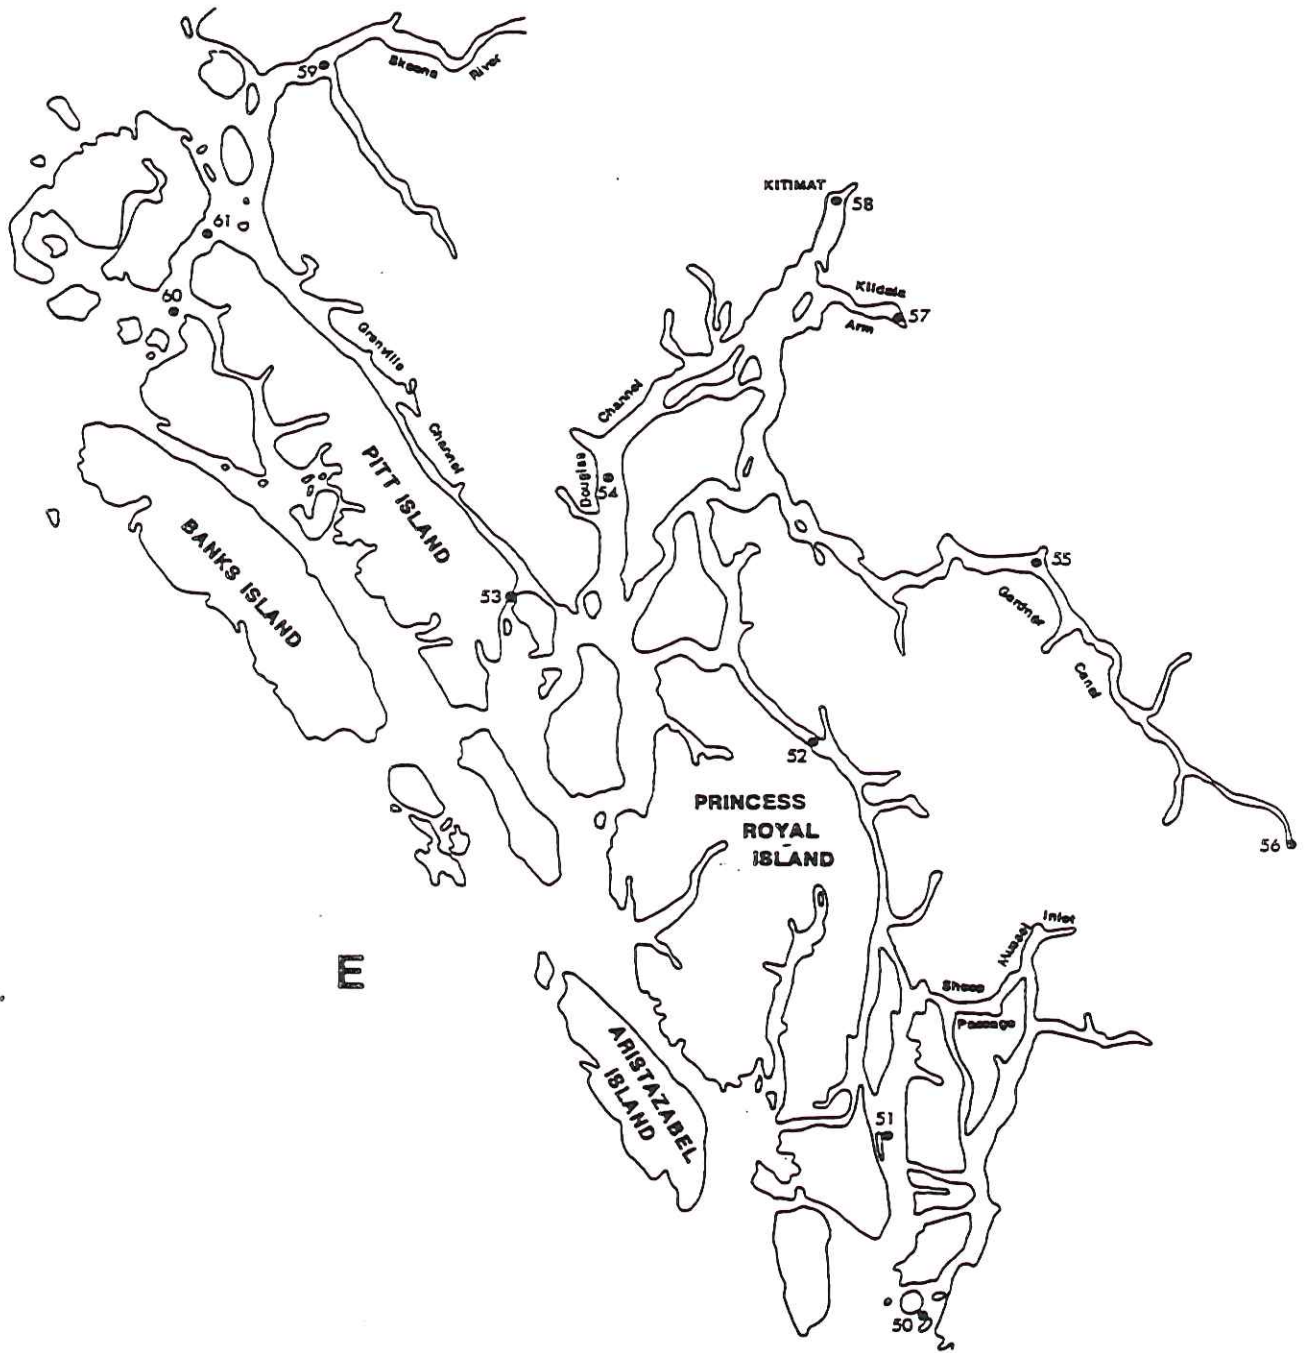 59
Skeena River
KITIMAT
58
61
Kildala
57
Arm
60
Grenville
Channel
Channel
Douglas
54
PITT ISLAND
BANKS ISLAND
55
53
Gardner
Canal
52
PRINCESS
ROYAL
ISLAND
56
Inlet
Mussel
E
Sheep
Passage
ARISTAZABEL
ISLAND
51
50